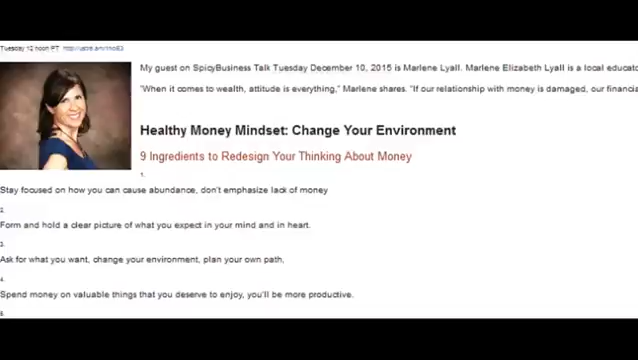 Tuesday 12 noon PT
My guest on SpicyBusiness Talk Tuesday December 10, 2015 is Marlene Lyall. Marlene Elizabeth Lyall is a local educato
"When it comes to wealth, attitude is everything," Marlene shares. "If our relationship with money is damaged, our financia
Healthy Money Mindset: Change Your Environment
9 Ingredients to Redesign Your Thinking About Money
1.
Stay focused on how you can cause abundance, don't emphasize lack of money
2.
Form and hold a clear picture of what you expect in your mind and in heart.
3.
Ask for what you want, change your environment, plan your own path,
4.
Spend money on valuable things that you deserve to enjoy, you'll be more productive.
5.